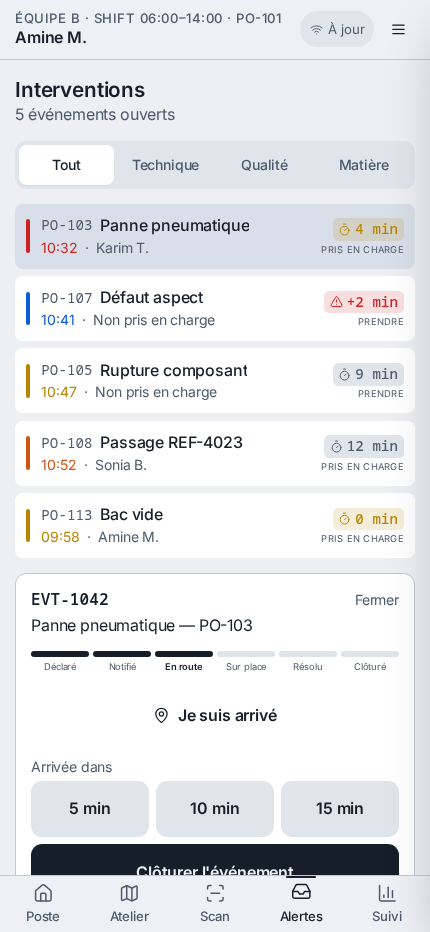 ÉQUIPE B · SHIFT 06:00–14:00 · PO-101
Amine M.
À jour
Interventions
5 événements ouverts
Tout
Technique
Qualité
Matière
PO-103 Panne pneumatique
4 min
10:32 · Karim T.
PRIS EN CHARGE
PO-107 Défaut aspect
+2 min
10:41 · Non pris en charge
PRENDRE
PO-105 Rupture composant
9 min
10:47 · Non pris en charge
PRENDRE
PO-108 Passage REF-4023
12 min
10:52 · Sonia B.
PRIS EN CHARGE
PO-113 Bac vide
0 min
09:58 · Amine M.
PRIS EN CHARGE
EVT-1042
Fermer
Panne pneumatique — PO-103
Déclaré
Notifié
En route
Sur place
Résolu
Clôturé
Je suis arrivé
Arrivée dans
5 min
10 min
15 min
Clôturer l'événement
Poste
Atelier
Scan
Alertes
Suivi